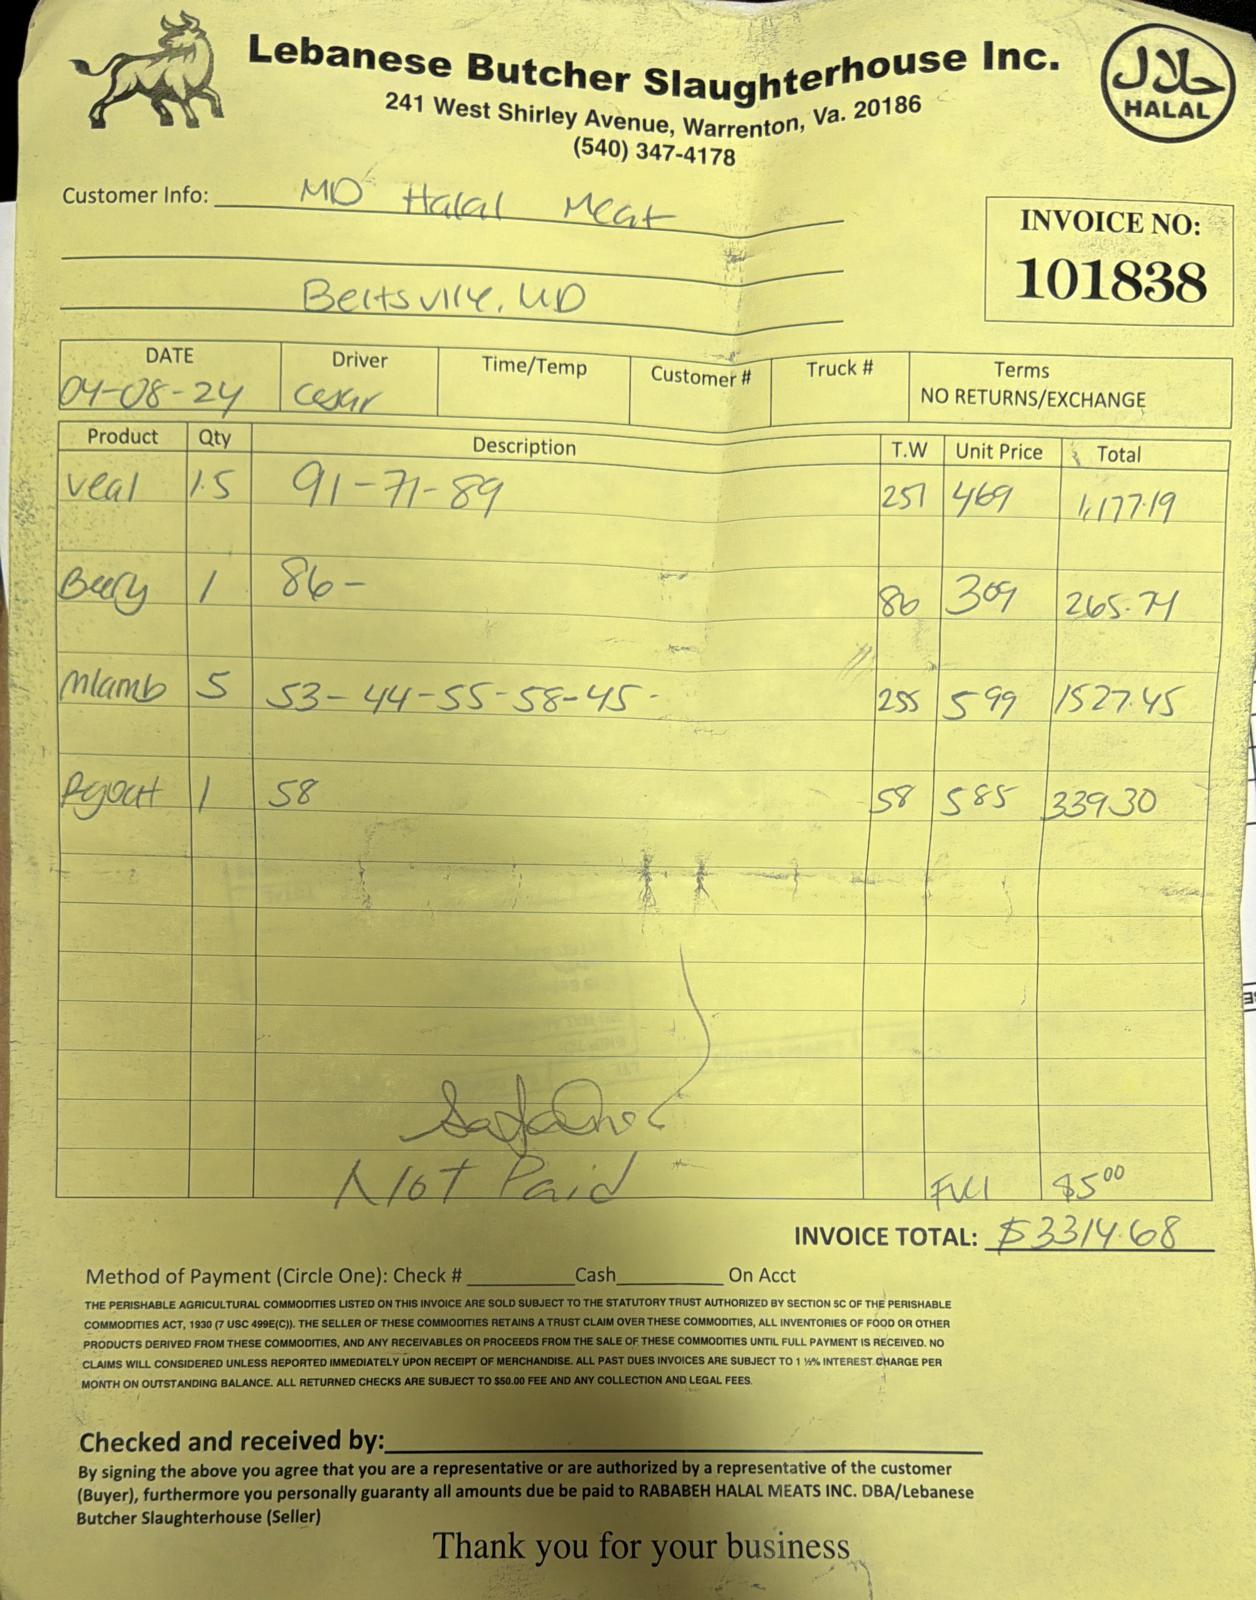 Lebanese Butcher Slaughterhouse Inc.
حلال
HALAL
241 West Shirley Avenue, Warrenton, Va. 20186
(540) 347-4178
Customer Info: MD Halal Meat
Beltsville, MD
INVOICE NO:
101838
DATE Driver Time/Temp Customer # Truck # Terms
04-08-24 Cesar NO RETURNS/EXCHANGE
Product Qty Description T.W Unit Price Total
veal 1.5 91-71-89 251 469 1,177.19
1 86- 86 309 265.74
Mlamb 5 53-44-55-58-45- 255 599 1527.45
Rgoat 1 58 58 585 339.30
Not Paid
$5.00
INVOICE TOTAL: $3314.68
Method of Payment (Circle One): Check # Cash On Acct
THE PERISHABLE AGRICULTURAL COMMODITIES LISTED ON THIS INVOICE ARE SOLD SUBJECT TO THE STATUTORY TRUST AUTHORIZED BY SECTION 5C OF THE PERISHABLE
COMMODITIES ACT, 1930 (7 USC 499E(C)). THE SELLER OF THESE COMMODITIES RETAINS A TRUST CLAIM OVER THESE COMMODITIES, ALL INVENTORIES OF FOOD OR OTHER
PRODUCTS DERIVED FROM THESE COMMODITIES, AND ANY RECEIVABLES OR PROCEEDS FROM THE SALE OF THESE COMMODITIES UNTIL FULL PAYMENT IS RECEIVED. NO
CLAIMS WILL CONSIDERED UNLESS REPORTED IMMEDIATELY UPON RECEIPT OF MERCHANDISE. ALL PAST DUES INVOICES ARE SUBJECT TO 1 ½% INTEREST CHARGE PER
MONTH ON OUTSTANDING BALANCE. ALL RETURNED CHECKS ARE SUBJECT TO $50.00 FEE AND ANY COLLECTION AND LEGAL FEES.
Checked and received by:
By signing the above you agree that you are a representative or are authorized by a representative of the customer
(Buyer), furthermore you personally guaranty all amounts due be paid to RABABEH HALAL MEATS INC. DBA/Lebanese
Butcher Slaughterhouse (Seller)
Thank you for your business